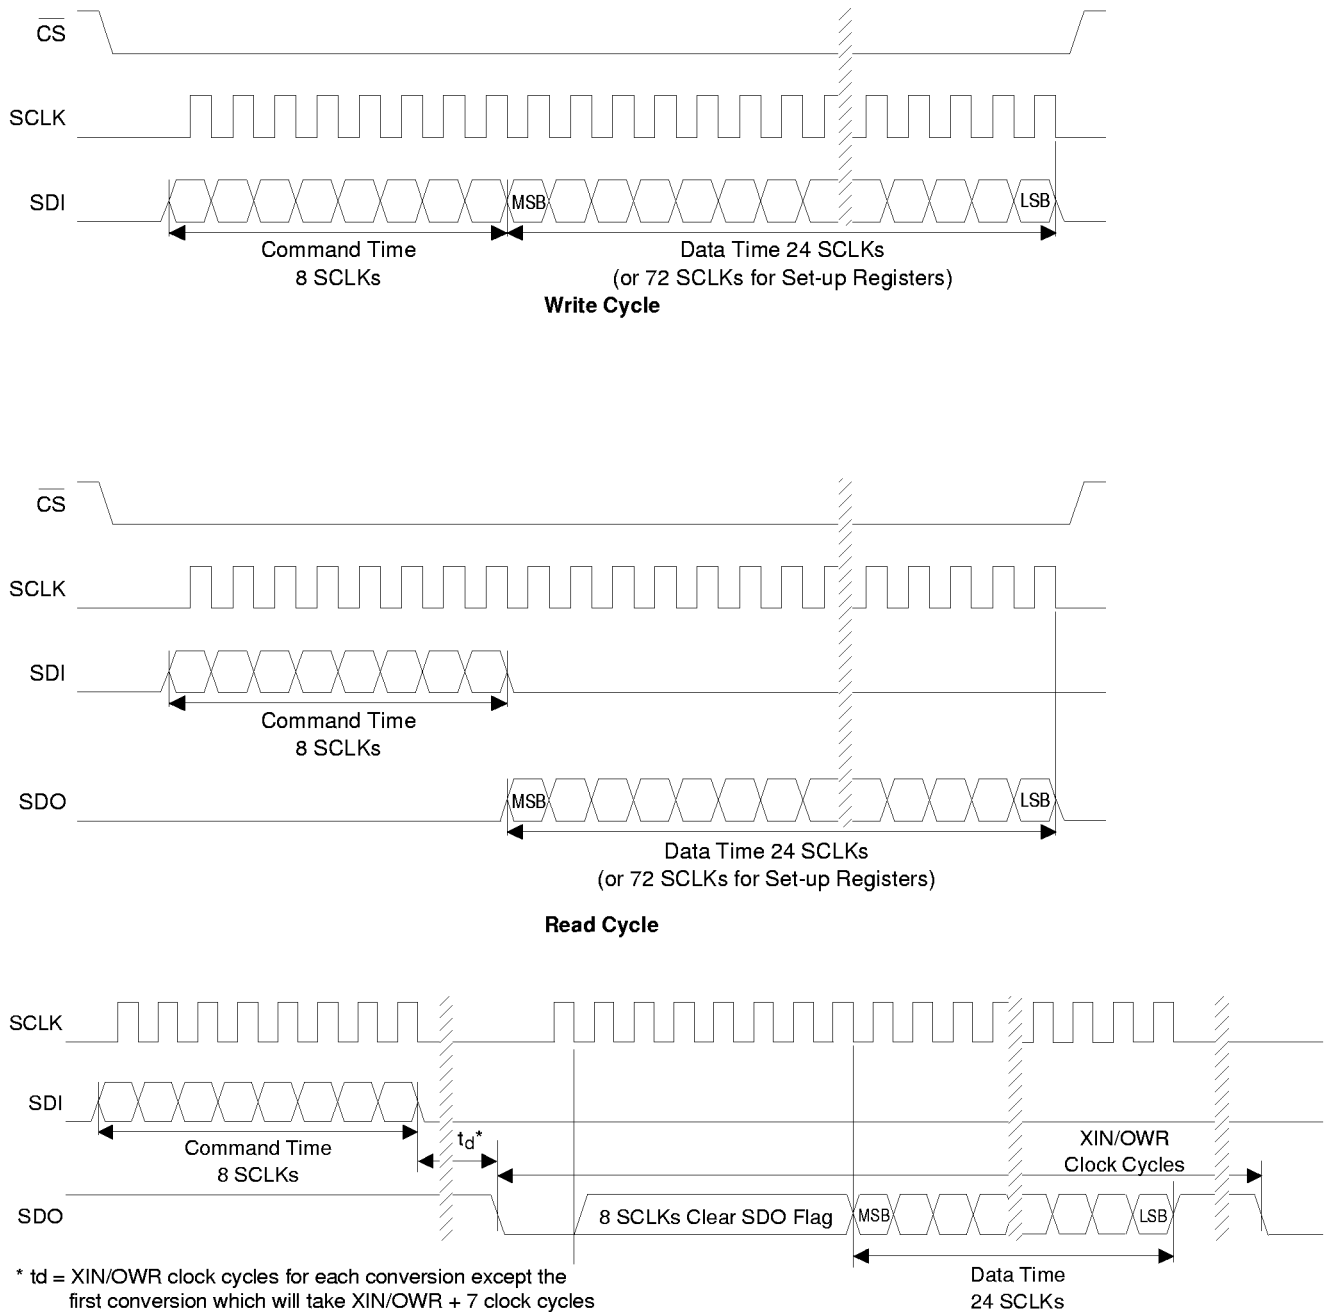 CS
SCLK
SDI
MSB
LSB
Command Time
8 SCLKs
Data Time 24 SCLKs
(or 72 SCLKs for Set-up Registers)
Write Cycle
CS
SCLK
SDI
Command Time
8 SCLKs
SDO
MSB
LSB
Data Time 24 SCLKs
(or 72 SCLKs for Set-up Registers)
Read Cycle
SCLK
SDI
Command Time
8 SCLKs
td*
XIN/OWR
Clock Cycles
SDO
8 SCLKs Clear SDO Flag
MSB
LSB
Data Time
24 SCLKs
* td = XIN/OWR clock cycles for each conversion except the
first conversion which will take XIN/OWR + 7 clock cycles